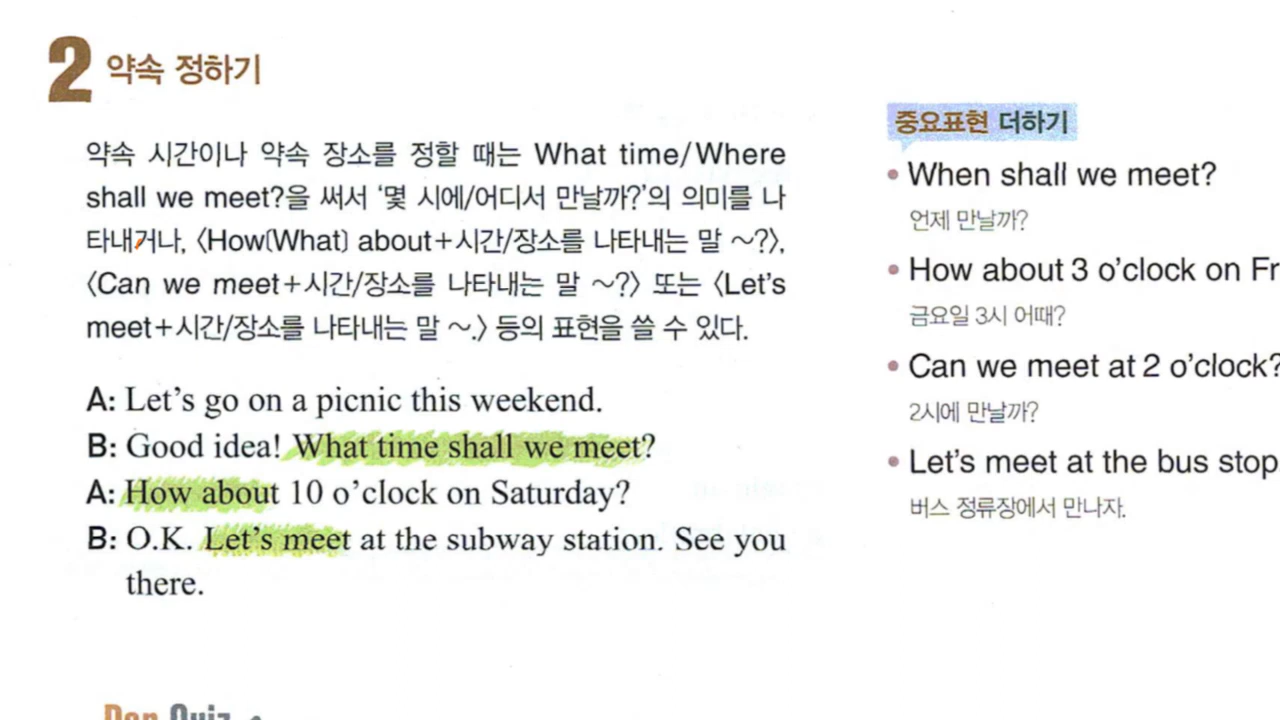 2 약속 정하기
약속 시간이나 약속 장소를 정할 때는 What time/Where
shall we meet?을 써서 ‘몇 시에/어디서 만날까?’의 의미를 나
타내거나, 〈How(What) about+시간/장소를 나타내는 말 ~?〉,
〈Can we meet+시간/장소를 나타내는 말 ~?〉 또는 〈Let's
meet+시간/장소를 나타내는 말 ~.〉 등의 표현을 쓸 수 있다.
A: Let's go on a picnic this weekend.
B: Good idea! What time shall we meet?
A: How about 10 o'clock on Saturday?
B: O.K. Let's meet at the subway station. See you
there.
중요표현 더하기
• When shall we meet?
언제 만날까?
• How about 3 o'clock on Fr
금요일 3시 어때?
• Can we meet at 2 o'clock?
2시에 만날까?
• Let's meet at the bus stop
버스 정류장에서 만나자.
Quiz